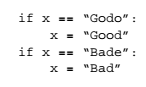 if x == “Godo”:
    x = “Good”
if x == “Bade”:
    x = “Bad”